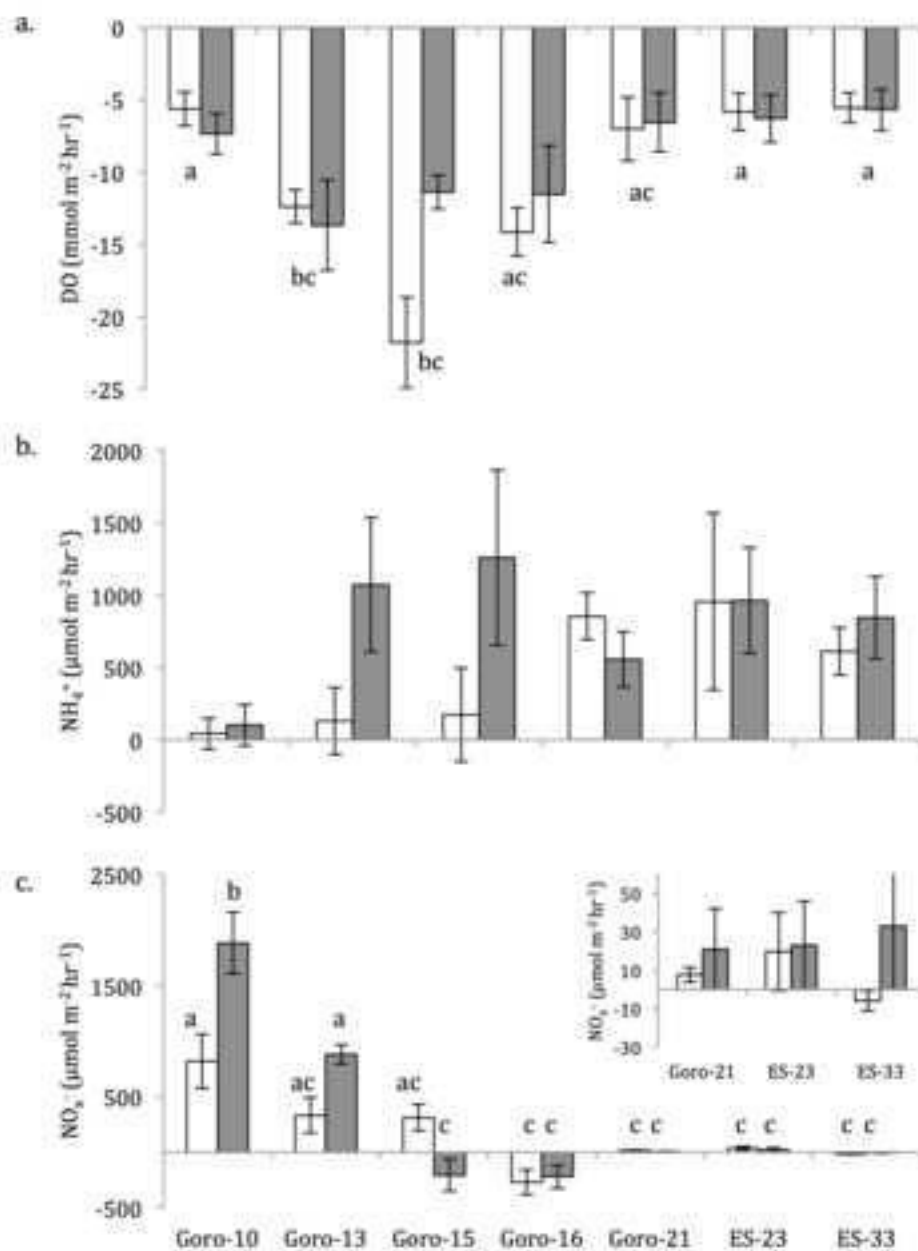 a.
0
-5
-10
-15
-20
-25
DO (mmol m⁻² hr⁻¹)
a
bc
bc
ac
ac
a
a
b.
2000
1500
1000
500
0
-500
NH₄⁺ (µmol m⁻² hr⁻¹)
c.
2500
1500
500
-500
NOₓ⁻ (µmol m⁻² hr⁻¹)
a
b
ac
a
ac
c
c c
c c
c c
c c
50
30
10
-10
-30
NOₓ⁻ (µmol m⁻² hr⁻¹)
Goro-21 ES-23 ES-33
Goro-10 Goro-13 Goro-15 Goro-16 Goro-21 ES-23 ES-33